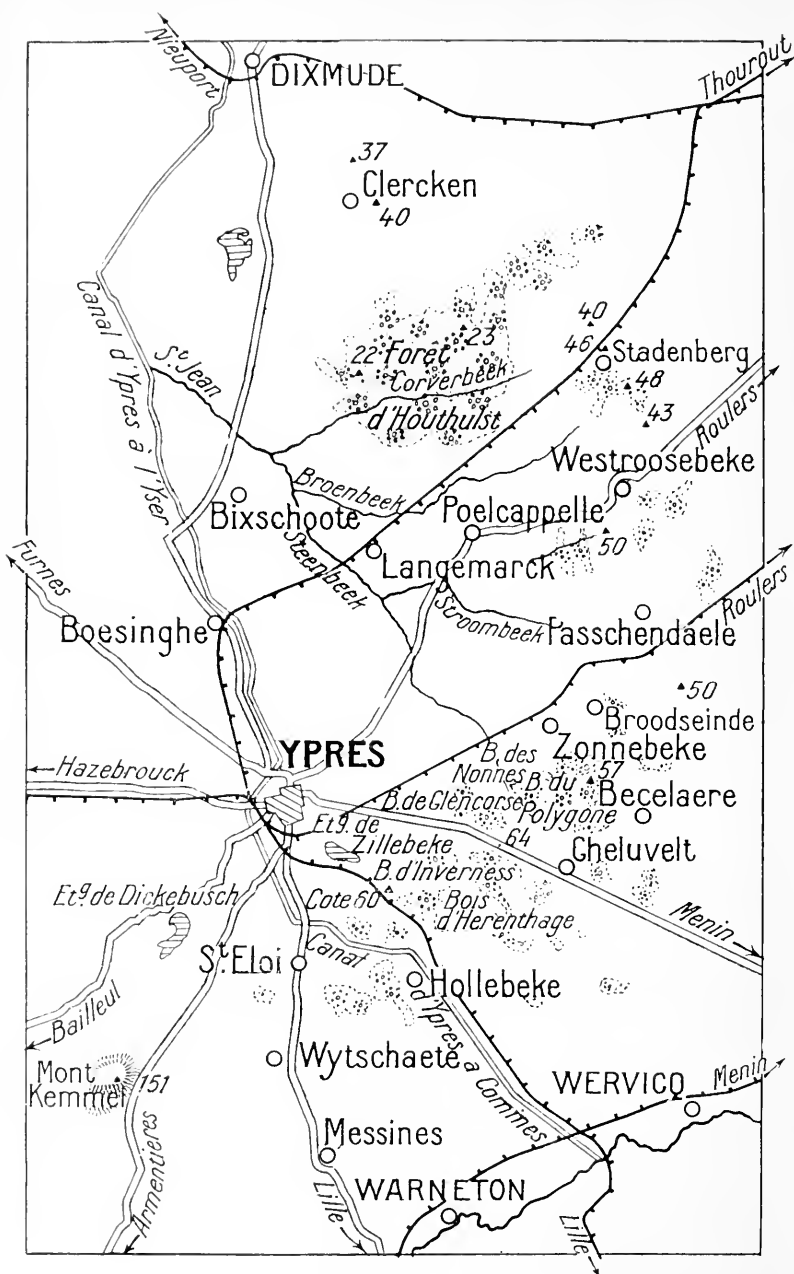 Nieuport
DIXMUDE
Thourout
37
Clercken
40
Canal d'Ypres à l'Yser
St Jean
22
Foret
23
Corverbeek
d'Houthulst
40
46
Stadenberg
48
43
Roulers
Westroosebeke
Broenbeek
Bixschoote
Poelcappelle
50
Steenbeek
Langemarck
Furnes
Stroombeek
Passchendaele
Roulers
Boesinghe
50
Broodseinde
YPRES
Zonnebeke
Hazebrouck
B. des
Nonnes
B. du
Polygone
57
Becelaere
B. de Glencorse
64
Etg. de
Zillebeke
Gheluvelt
B. d'Inverness
Etg de Dickebusch
Cote 60
Bois
d'Herenthage
Menin
St Eloi
Canal
d'Ypres à Comines
Hollebeke
Bailleul
Wytschaete
Mont
Kemmel
151
WERVICQ
Menin
Messines
Armentières
Lille
WARNETON
Lille